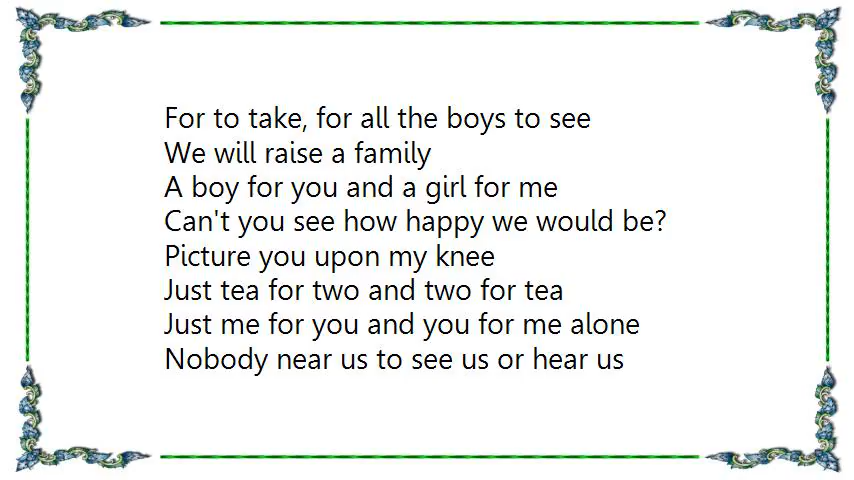 For to take, for all the boys to see
We will raise a family
A boy for you and a girl for me
Can't you see how happy we would be?
Picture you upon my knee
Just tea for two and two for tea
Just me for you and you for me alone
Nobody near us to see us or hear us